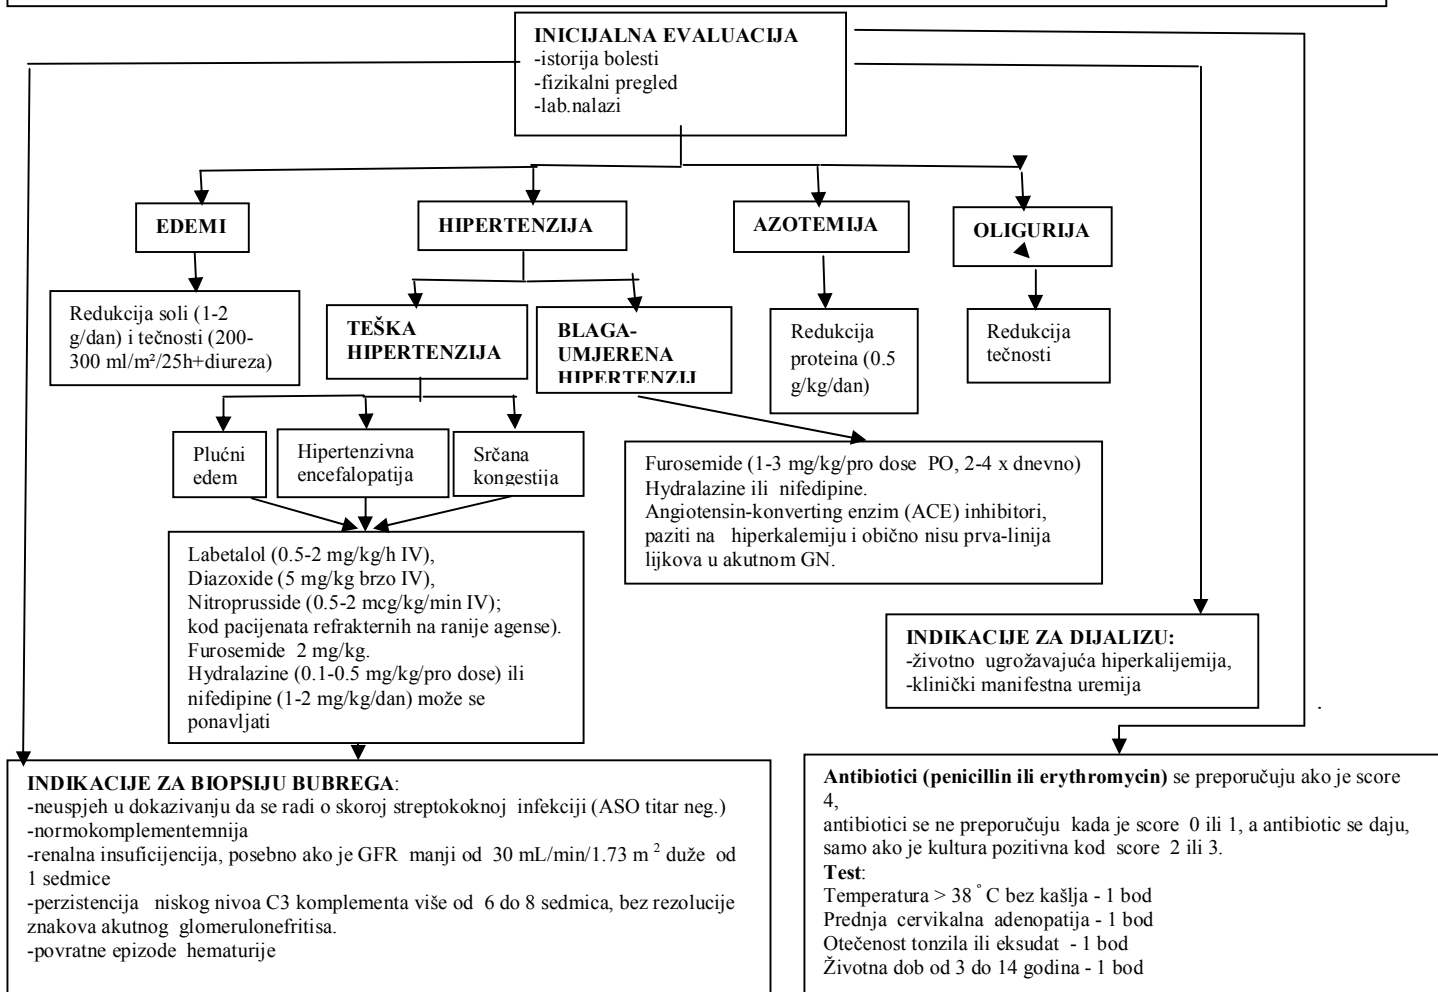 INICIJALNA EVALUACIJA
-istorija bolesti
-fizikalni pregled
-lab.nalazi
EDEMI
HIPERTENZIJA
AZOTEMIJA
OLIGURIJA
Redukcija soli (1-2
g/dan) i tečnosti (200-
300 ml/m²/25h+diureza)
TEŠKA
HIPERTENZIJA
BLAGA-
UMJERENA
HIPERTENZIJ
Redukcija
proteina (0.5
g/kg/dan)
Redukcija
tečnosti
Plućni
edem
Hipertenzivna
encefalopatija
Srčana
kongestija
Furosemide (1-3 mg/kg/pro dose PO, 2-4 x dnevno)
Hydralazine ili nifedipine.
Angiotensin-konverting enzim (ACE) inhibitori,
paziti na hiperkalemiju i obično nisu prva-linija
lijkova u akutnom GN.
Labetalol (0.5-2 mg/kg/h IV),
Diazoxide (5 mg/kg brzo IV),
Nitroprusside (0.5-2 mcg/kg/min IV);
kod pacijenata refrakternih na ranije agense).
Furosemide 2 mg/kg.
Hydralazine (0.1-0.5 mg/kg/pro dose) ili
nifedipine (1-2 mg/kg/dan) može se
ponavljati
INDIKACIJE ZA DIJALIZU:
-životno ugrožavajuća hiperkalijemija,
-klinički manifestna uremija
.
INDIKACIJE ZA BIOPSIJU BUBREGA:
-neuspjeh u dokazivanju da se radi o skoroj streptokoknoj infekciji (ASO titar neg.)
-normokomplementemnija
-renalna insuficijencija, posebno ako je GFR manji od 30 mL/min/1.73 m ² duže od
1 sedmice
-perzistencija niskog nivoa C3 komplementa više od 6 do 8 sedmica, bez rezolucije
znakova akutnog glomerulonefritisa.
-povratne epizode hematurije
Antibiotici (penicillin ili erythromycin) se preporučuju ako je score
4,
antibiotici se ne preporučuju kada je score 0 ili 1, a antibiotic se daju,
samo ako je kultura pozitivna kod score 2 ili 3.
Test:
Temperatura > 38 ° C bez kašlja - 1 bod
Prednja cervikalna adenopatija - 1 bod
Otečenost tonzila ili eksudat - 1 bod
Životna dob od 3 do 14 godina - 1 bod